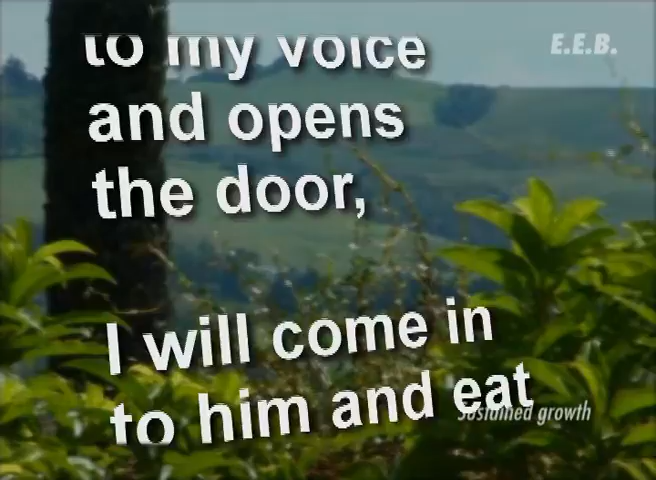 E.E.B.
to my voice
and opens
the door,
I will come in
to him and eat
Sustained growth